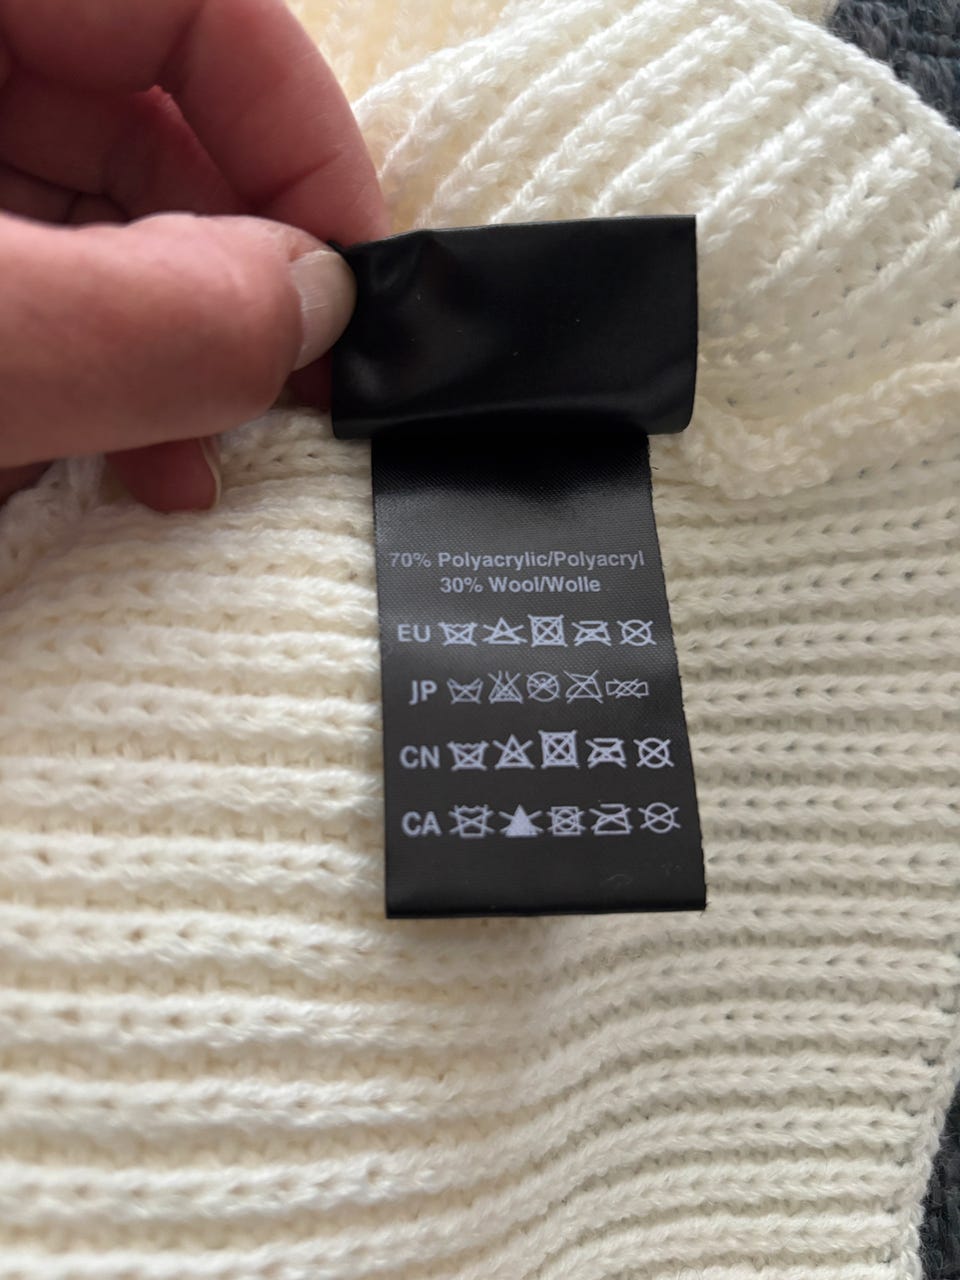 70% Polyacrylic/Polyacryl
30% Wool/Wolle
EU
JP
CN
CA